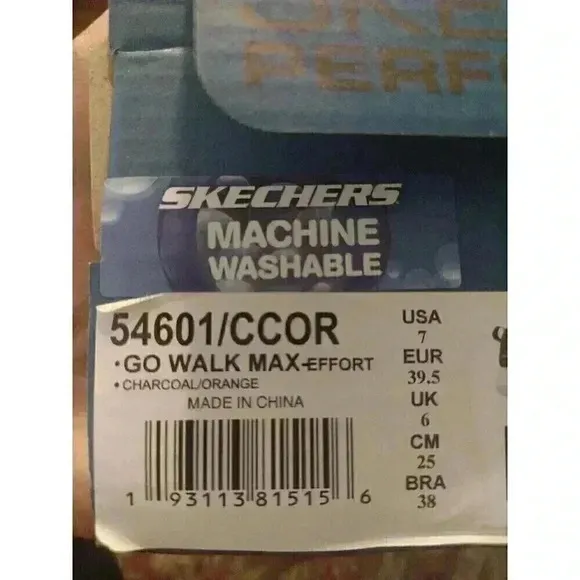 PERF
SKECHERS
MACHINE
WASHABLE
54601/CCOR
•GO WALK MAX-EFFORT
•CHARCOAL/ORANGE
MADE IN CHINA
1 93113 81515 6
USA
7
EUR
39.5
UK
6
CM
25
BRA
38